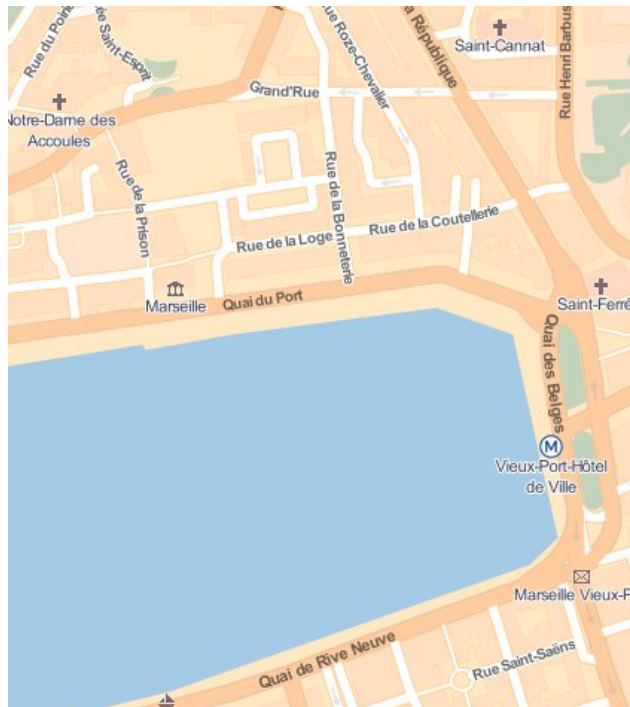 Rue du Poin
ée Saint-Esprit
Rue Roze-Chevalier
la République
Saint-Cannat
Rue Henri Barbus
Grand'Rue
Notre-Dame des
Accoules
Rue de la Prison
Rue de la Bonneterie
Rue de la Coutellerie
Rue de la Loge
Marseille
Quai du Port
Saint-Ferré
Quai des Belges
M
Vieux-Port-Hôtel
de Ville
Marseille Vieux-P
Quai de Rive Neuve
Rue Saint-Saëns